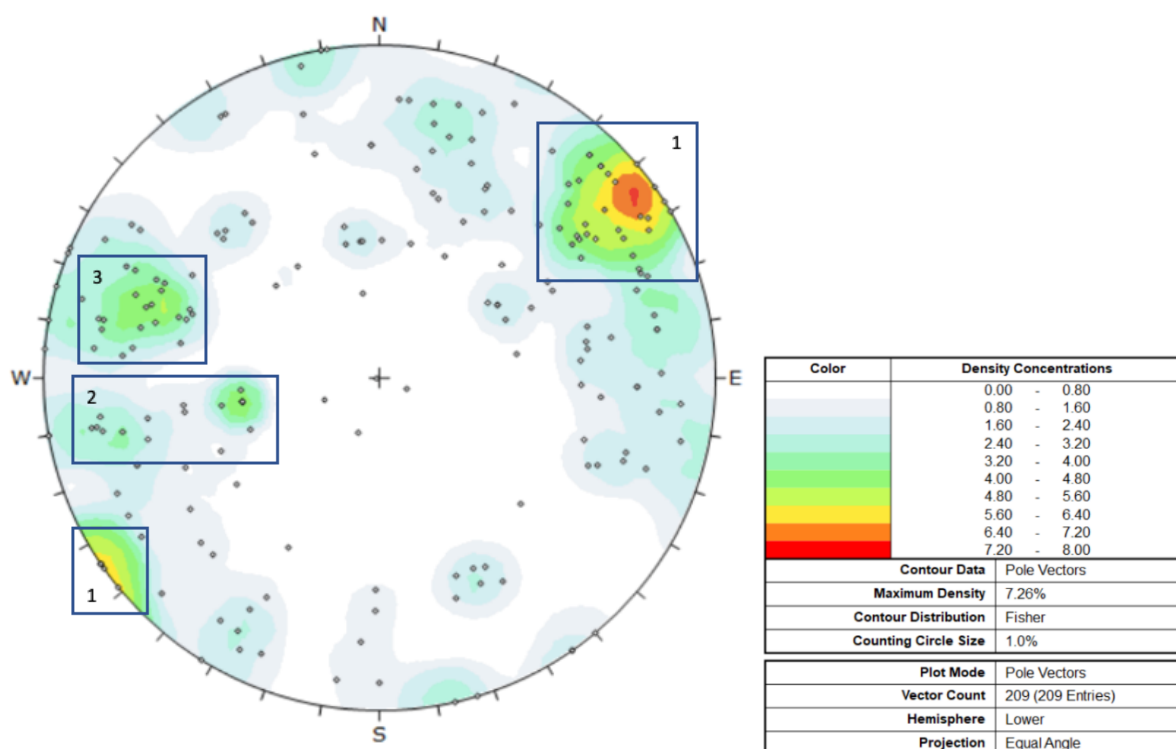 N
1
3
W
E
2
1
S
Color Density Concentrations
0.00 - 0.80
0.80 - 1.60
1.60 - 2.40
2.40 - 3.20
3.20 - 4.00
4.00 - 4.80
4.80 - 5.60
5.60 - 6.40
6.40 - 7.20
7.20 - 8.00
Contour Data Pole Vectors
Maximum Density 7.26%
Contour Distribution Fisher
Counting Circle Size 1.0%
Plot Mode Pole Vectors
Vector Count 209 (209 Entries)
Hemisphere Lower
Projection Equal Angle